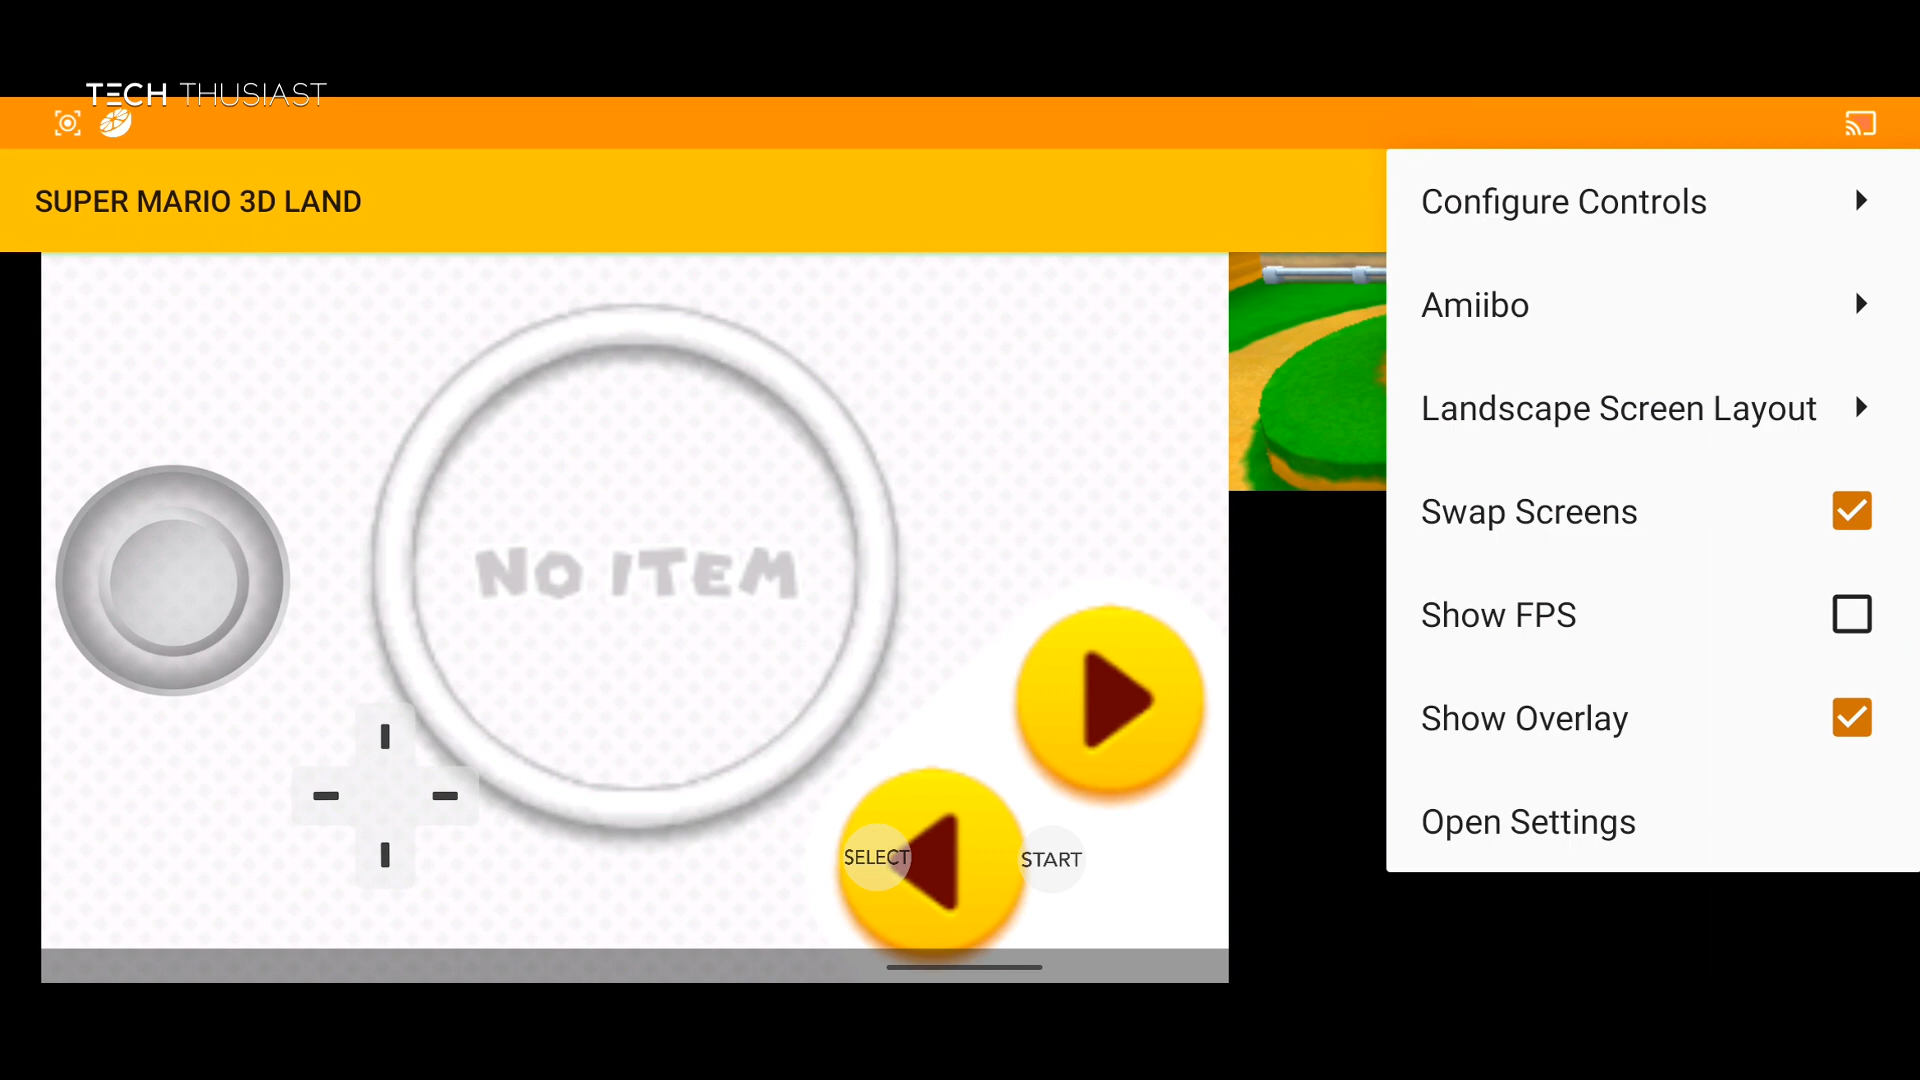 TECH THUSIAST
SUPER MARIO 3D LAND
Configure Controls
Amiibo
Landscape Screen Layout
Swap Screens
Show FPS
Show Overlay
Open Settings
NO ITEM
SELECT
START